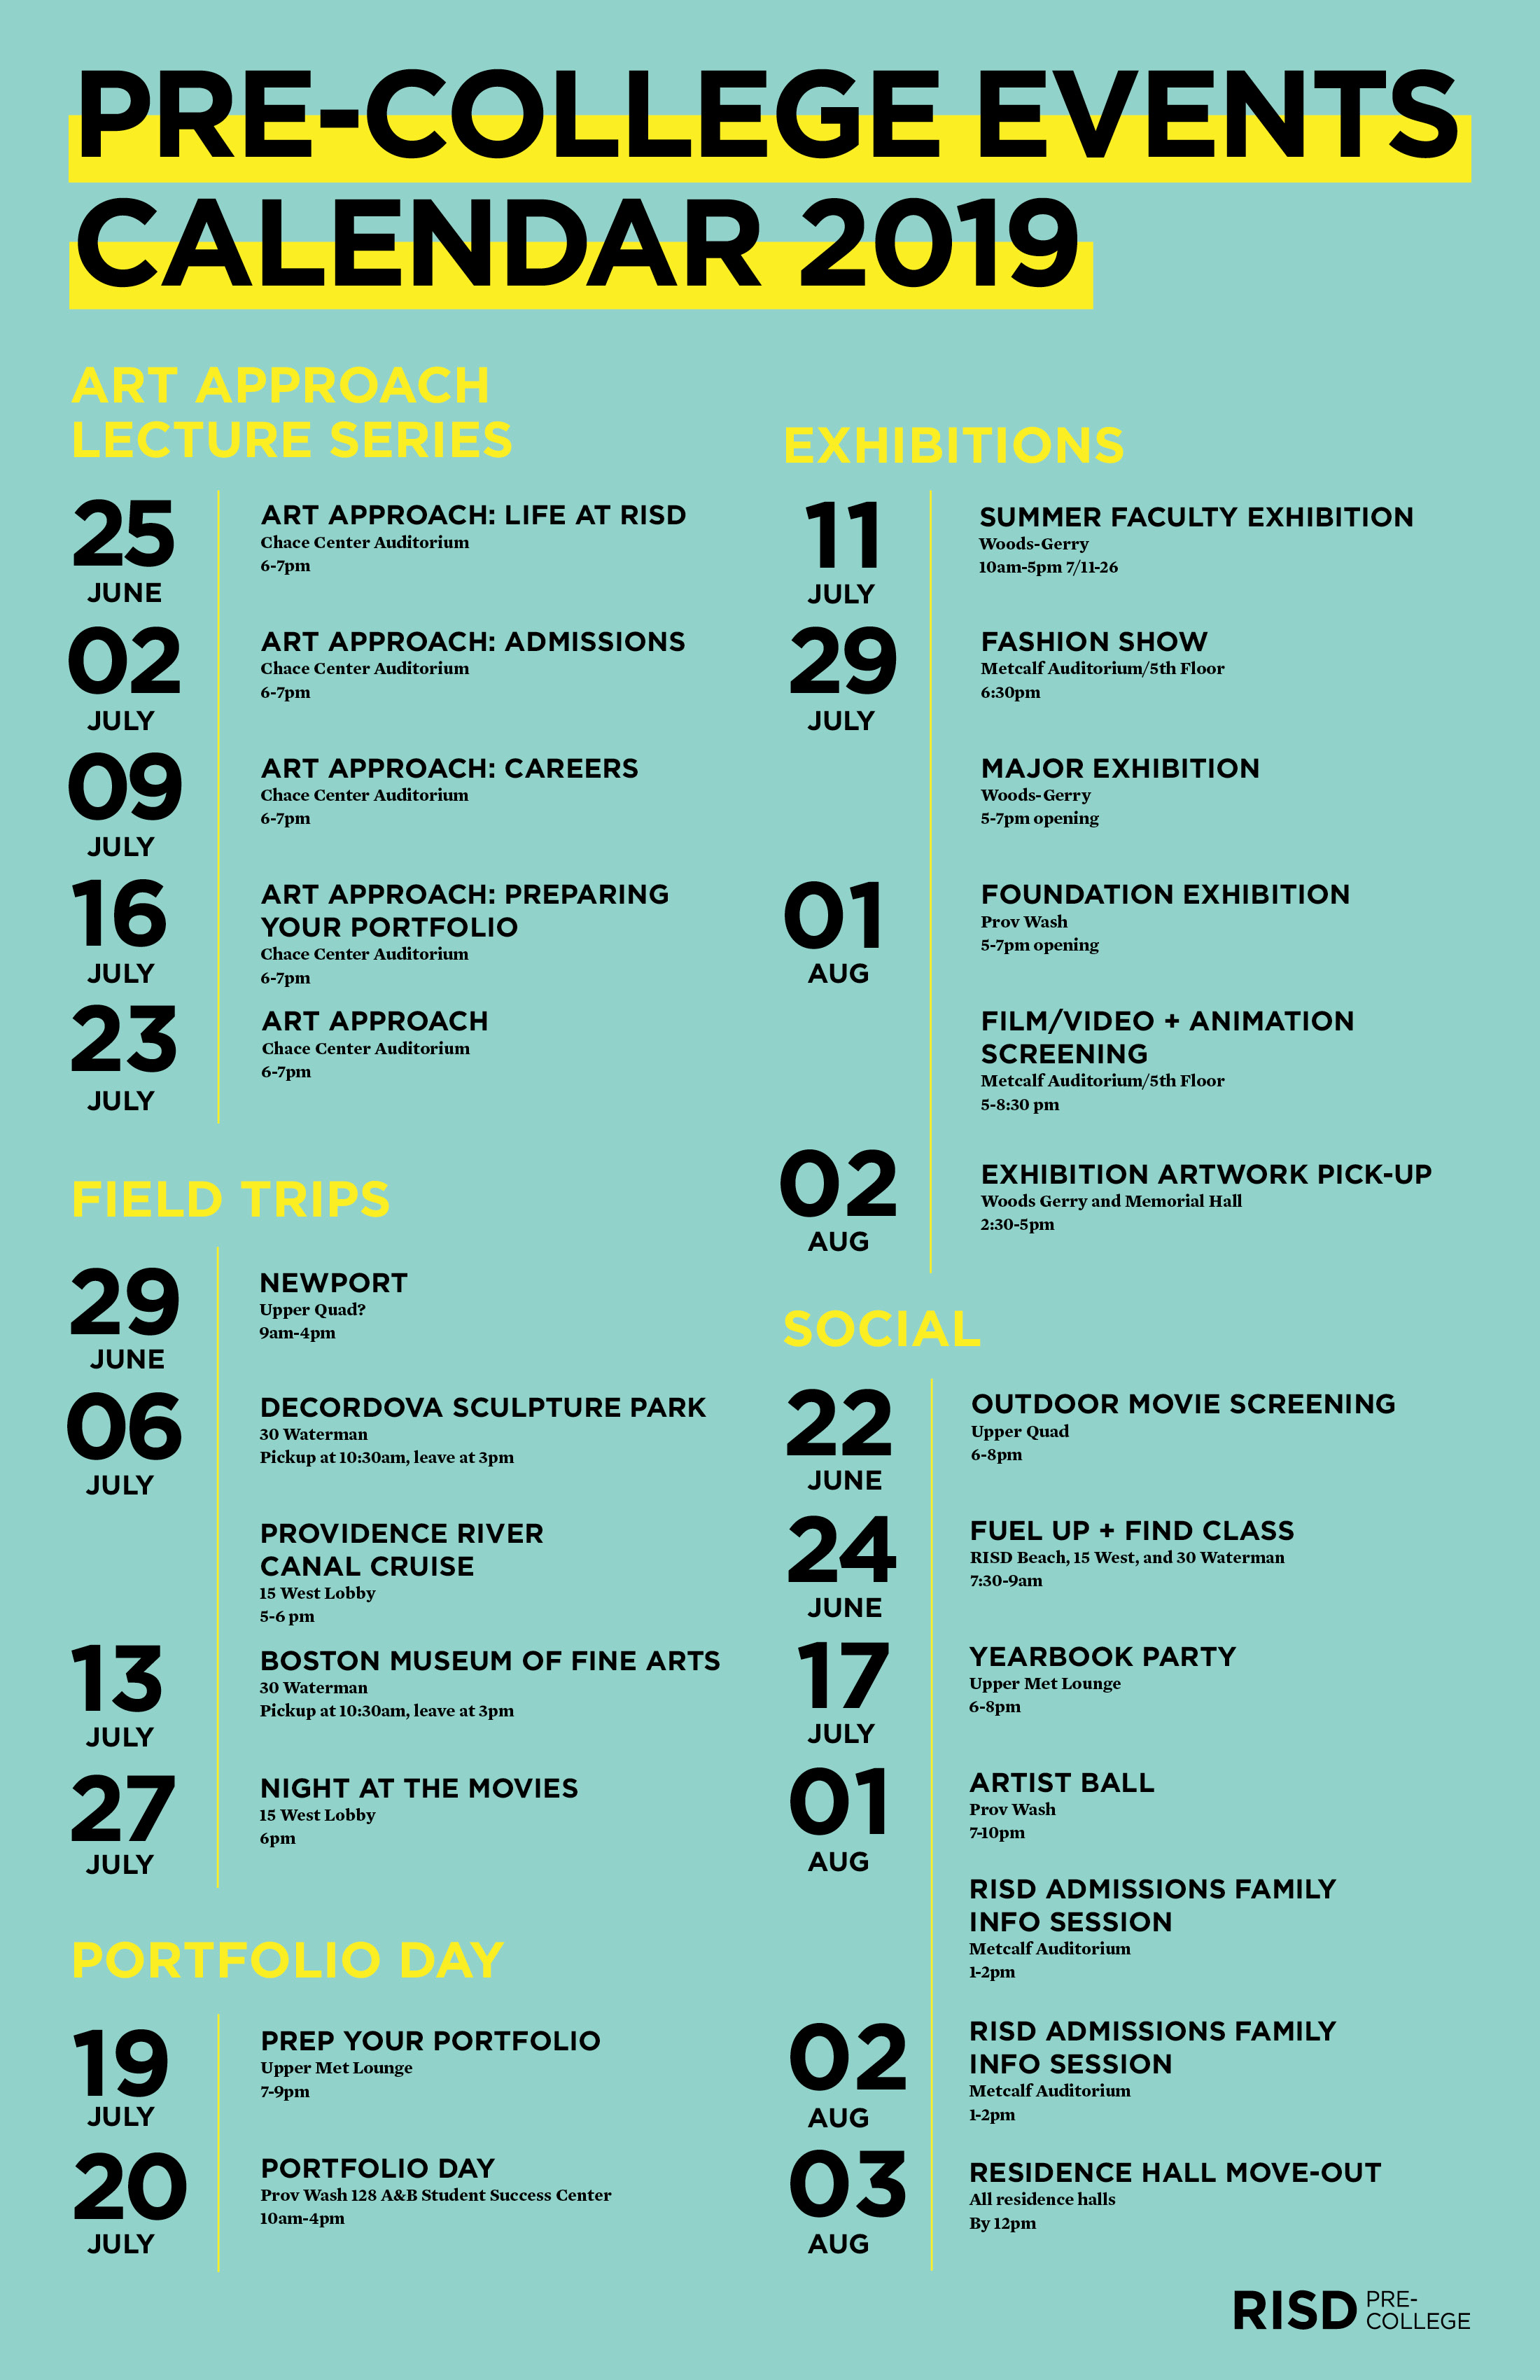 PRE-COLLEGE EVENTS
CALENDAR 2019
ART APPROACH
LECTURE SERIES
25
JUNE
ART APPROACH: LIFE AT RISD
Chace Center Auditorium
6-7pm
02
JULY
ART APPROACH: ADMISSIONS
Chace Center Auditorium
6-7pm
09
JULY
ART APPROACH: CAREERS
Chace Center Auditorium
6-7pm
16
JULY
ART APPROACH: PREPARING
YOUR PORTFOLIO
Chace Center Auditorium
6-7pm
23
JULY
ART APPROACH
Chace Center Auditorium
6-7pm
FIELD TRIPS
29
JUNE
NEWPORT
Upper Quad?
9am-4pm
06
JULY
DECORDOVA SCULPTURE PARK
30 Waterman
Pickup at 10:30am, leave at 3pm
PROVIDENCE RIVER
CANAL CRUISE
15 West Lobby
5-6 pm
13
JULY
BOSTON MUSEUM OF FINE ARTS
30 Waterman
Pickup at 10:30am, leave at 3pm
27
JULY
NIGHT AT THE MOVIES
15 West Lobby
6pm
PORTFOLIO DAY
19
JULY
PREP YOUR PORTFOLIO
Upper Met Lounge
7-9pm
20
JULY
PORTFOLIO DAY
Prov Wash 128 A&B Student Success Center
10am-4pm
EXHIBITIONS
11
JULY
SUMMER FACULTY EXHIBITION
Woods-Gerry
10am-5pm 7/11-26
29
JULY
FASHION SHOW
Metcalf Auditorium/5th Floor
6:30pm
MAJOR EXHIBITION
Woods-Gerry
5-7pm opening
01
AUG
FOUNDATION EXHIBITION
Prov Wash
5-7pm opening
FILM/VIDEO + ANIMATION
SCREENING
Metcalf Auditorium/5th Floor
5-8:30 pm
02
AUG
EXHIBITION ARTWORK PICK-UP
Woods Gerry and Memorial Hall
2:30-5pm
SOCIAL
22
JUNE
OUTDOOR MOVIE SCREENING
Upper Quad
6-8pm
24
JUNE
FUEL UP + FIND CLASS
RISD Beach, 15 West, and 30 Waterman
7:30-9am
17
JULY
YEARBOOK PARTY
Upper Met Lounge
6-8pm
01
AUG
ARTIST BALL
Prov Wash
7-10pm
RISD ADMISSIONS FAMILY
INFO SESSION
Metcalf Auditorium
1-2pm
02
AUG
RISD ADMISSIONS FAMILY
INFO SESSION
Metcalf Auditorium
1-2pm
03
AUG
RESIDENCE HALL MOVE-OUT
All residence halls
By 12pm
RISD PRE-
COLLEGE